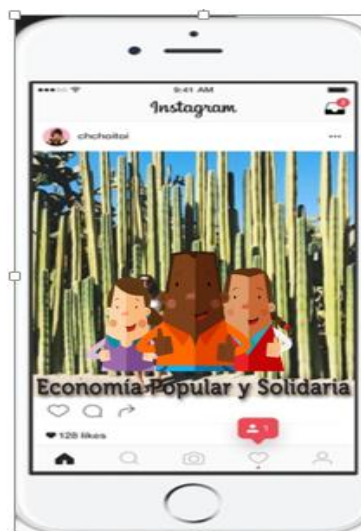 9:41 AM
Instagram
chchoitoi
Economía Popular y Solidaria
128 likes
1